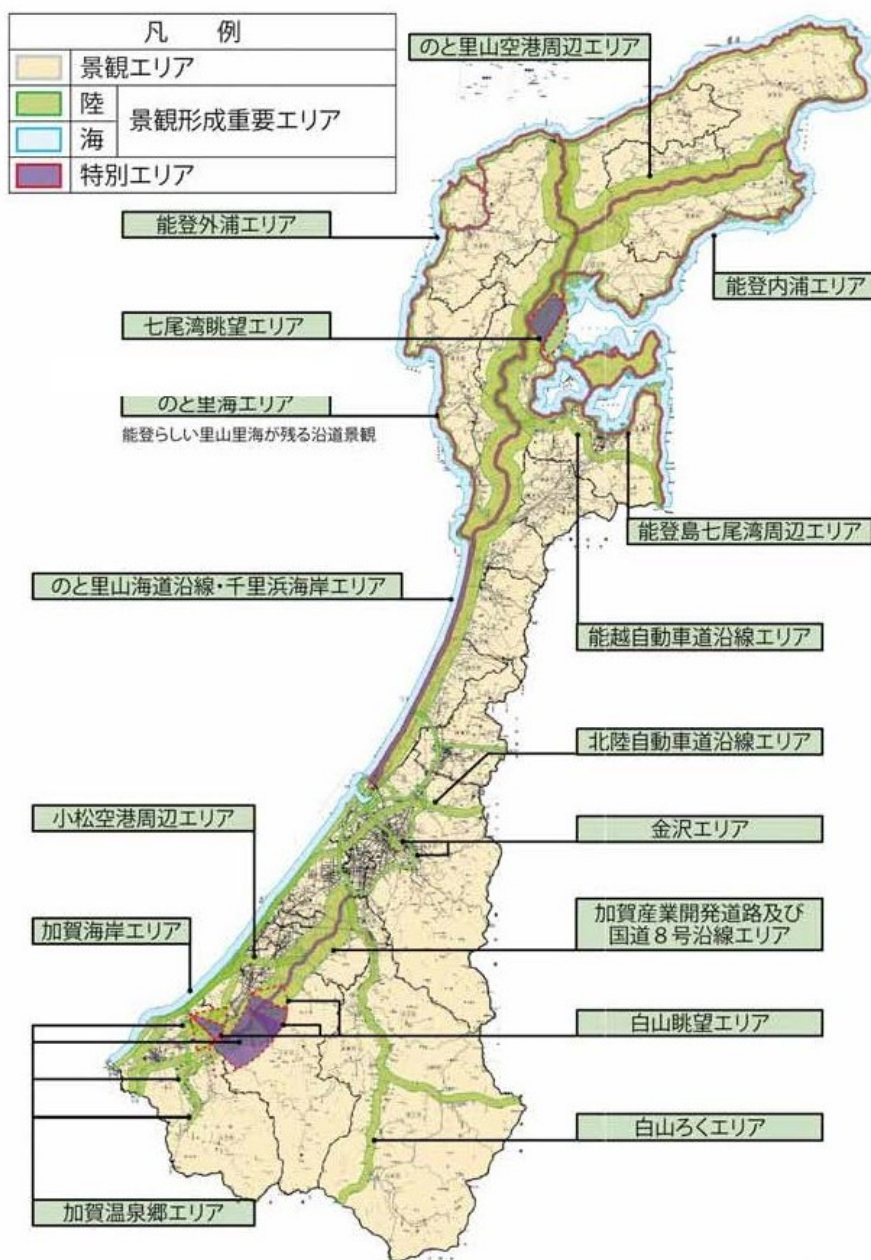 凡 例
景観エリア
陸
海
景観形成重要エリア
特別エリア
のと里山空港周辺エリア
能登外浦エリア
能登内浦エリア
七尾湾眺望エリア
のと里海エリア
能登らしい里山里海が残る沿道景観
能登島七尾湾周辺エリア
のと里山海道沿線・千里浜海岸エリア
能越自動車道沿線エリア
北陸自動車道沿線エリア
小松空港周辺エリア
金沢エリア
加賀産業開発道路及び
国道8号沿線エリア
加賀海岸エリア
白山眺望エリア
白山ろくエリア
加賀温泉郷エリア